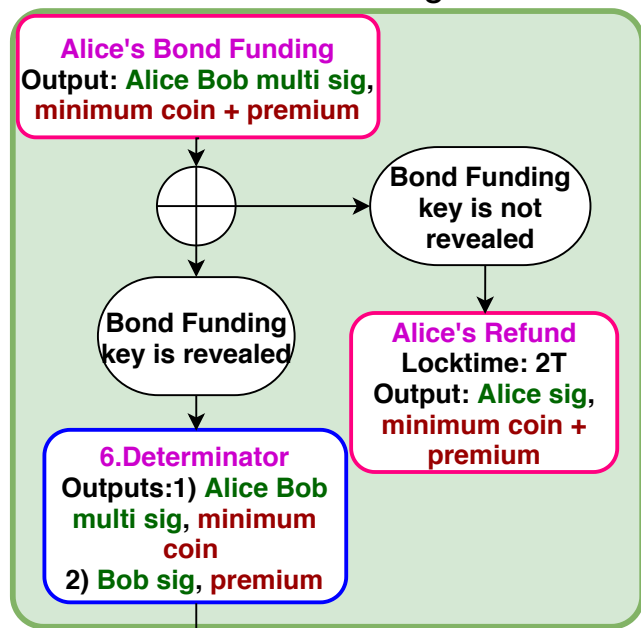 Alice's Bond Funding
Output: Alice Bob multi sig,
minimum coin + premium
Bond Funding
key is not
revealed
Bond Funding
key is revealed
Alice's Refund
Locktime: 2T
Output: Alice sig,
minimum coin +
premium
6.Determinator
Outputs:1) Alice Bob
multi sig, minimum
coin
2) Bob sig, premium